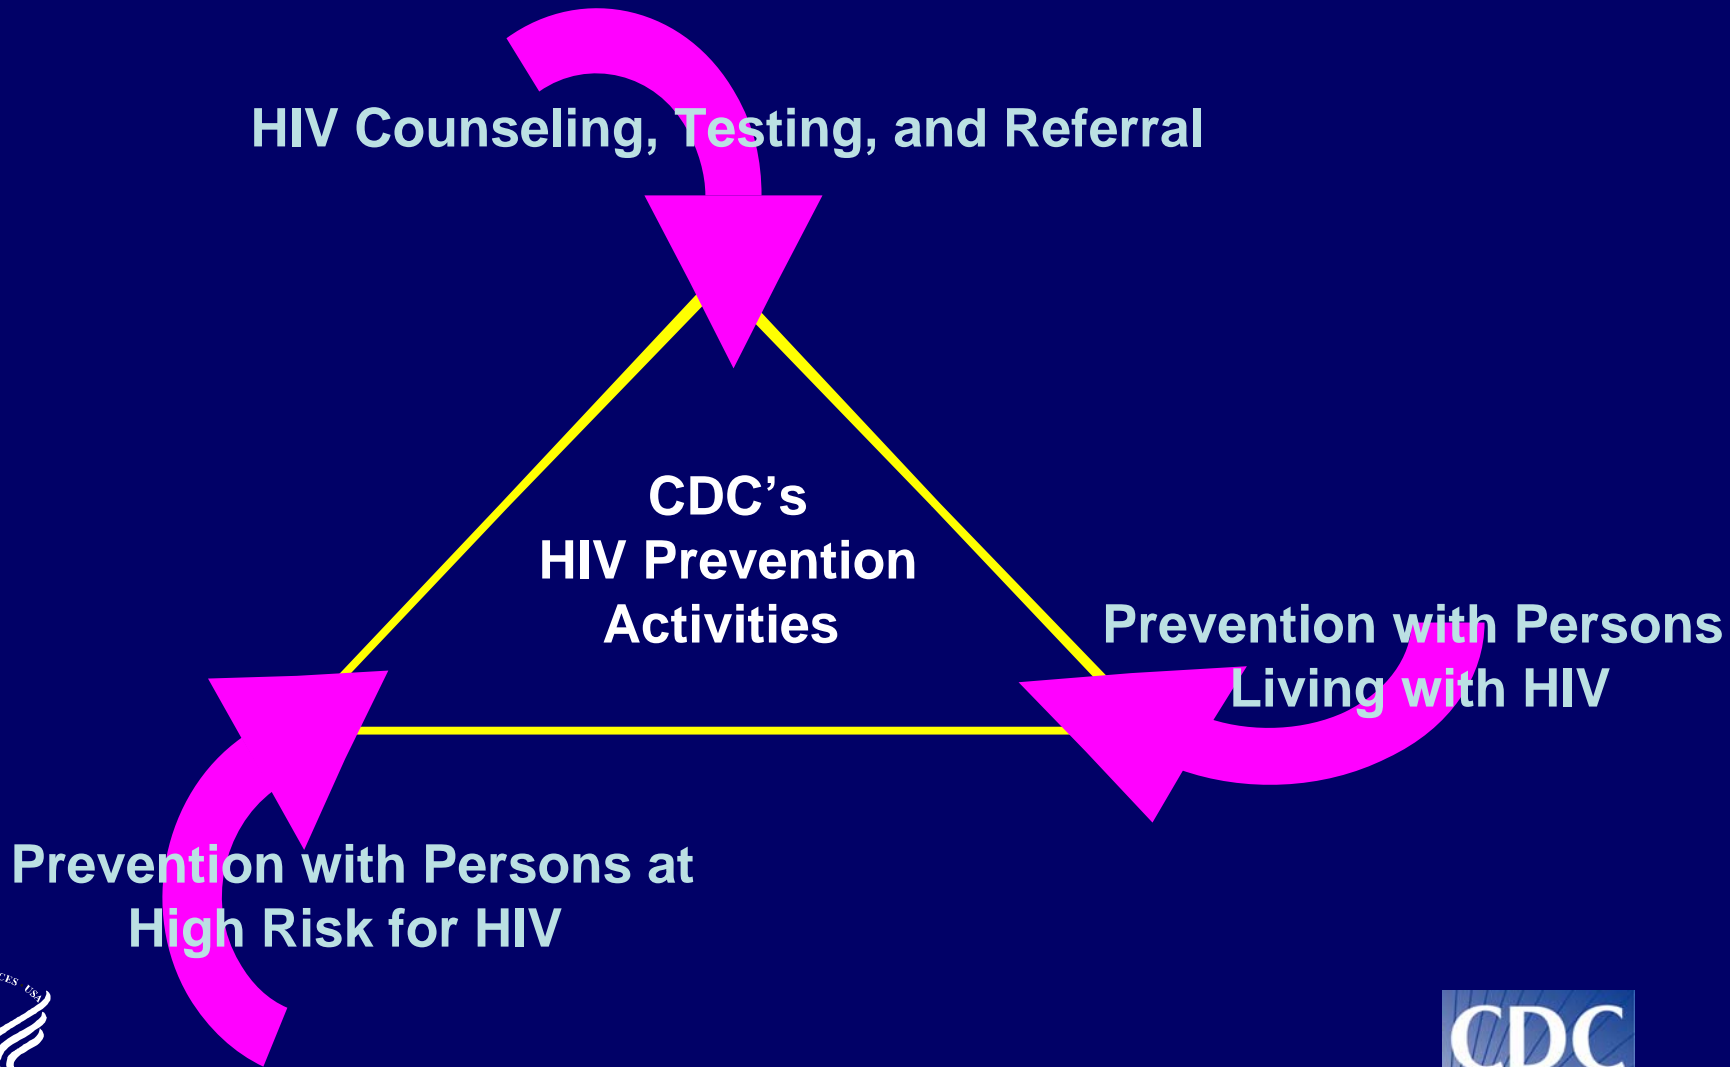 HIV Counseling, Testing, and Referral
CDC’s
HIV Prevention
Activities
Prevention with Persons
Living with HIV
Prevention with Persons at
High Risk for HIV
USA
CDC